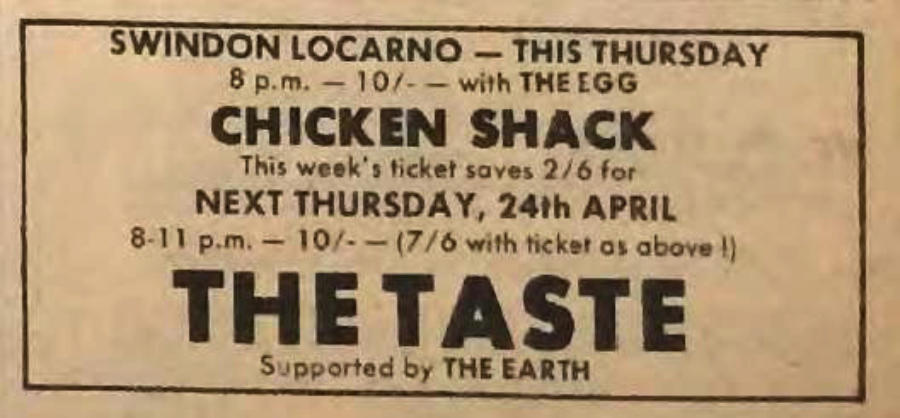 SWINDON LOCARNO — THIS THURSDAY
8 p.m. — 10/- — with THE EGG
CHICKEN SHACK
This week's ticket saves 2/6 for
NEXT THURSDAY, 24th APRIL
8-11 p.m. — 10/- — (7/6 with ticket as above !)
THE TASTE
Supported by THE EARTH